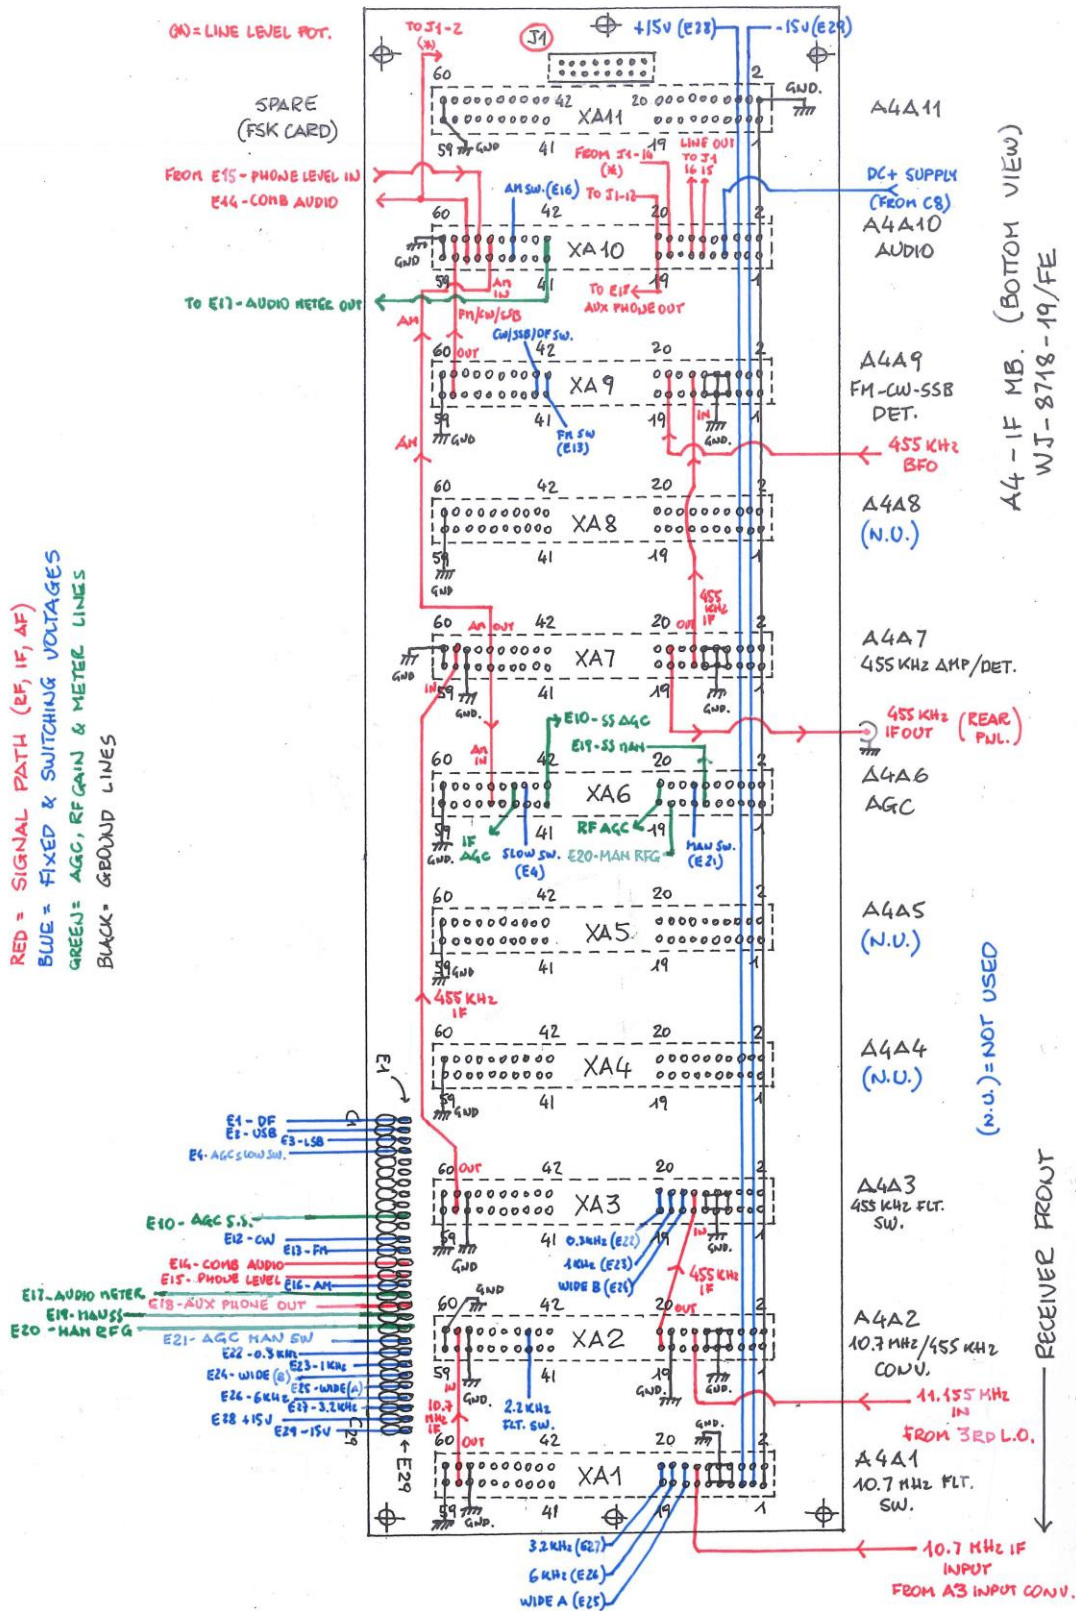 (*)= LINE LEVEL POT.
TO J1-2
(*)
J1
+15V (E28)
-15V (E29)
60
42
20
2
GND.
SPARE
(FSK CARD)
XA11
A4A11
59
GND
41
19
1
FROM J1-14
(*)
LINE OUT
TO J1
16 15
FROM E15-PHONE LEVEL IN
E14-COMB AUDIO
AM SW. (E16)
TO J1-12
DC+ SUPPLY
(FROM C8)
60
42
20
2
A4A10
AUDIO
GND
XA10
59
41
19
1
AM
IN
TO E17-AUDIO METER OUT
TO E18
AUX PHONE OUT
AM
FM/CW/SSB
CW/SSB/DF SW.
60
OUT
42
20
2
XA9
A4A9
FM-CW-SSB
DET.
59
GND
41
19
IN
GND.
1
FM SW
(E13)
AM
455 KHz
BFO
60
42
20
2
XA8
A4A8
(N.U.)
59
GND
41
19
1
455
KHz
IF
60
AM OUT
42
20
OUT
2
XA7
A4A7
455 KHz AMP/DET.
GND
IN
59
GND.
41
19
GND.
1
E10-SS AGC
E19-SS MAN
455 KHz
IF OUT
(REAR
PNL.)
60
AM
IN
42
20
2
XA6
A4A6
AGC
59
GND.
IF
AGC
41
SLOW SW.
(E4)
RF AGC
19
E20-MAN RFG
MAN SW.
(E21)
1
60
42
20
2
XA5
A4A5
(N.U.)
59
GND
41
19
1
455 KHz
IF
60
42
20
2
XA4
A4A4
(N.U.)
59
GND
41
19
1
E1
C1
E1-DF
E2-USB
E3-LSB
E4-AGC SLOW SW.
60
OUT
42
20
2
XA3
A4A3
455 KHz FLT.
SW.
59
GND
41
19
IN
GND.
1
0.3KHz (E22)
1KHz (E23)
WIDE B (E24)
455 KHz
IF
E10-AGC S.S.
E12-CW
E13-FM
E14-COMB AUDIO
E15-PHONE LEVEL
E16-AM
E17-AUDIO METER
E18-AUX PHONE OUT
E19-MAN SS
E20-MAN RFG
E21-AGC MAN SW
E22-0.3KHz
E23-1KHz
E24-WIDE (B)
E25-WIDE (A)
E26-6KHz
E27-3.2KHz
E28 +15V
E29-15V
C29
E29
60
GND
42
20
OUT
2
XA2
A4A2
10.7 MHz/455 KHz
CONV.
59
IN
GND.
41
GND.
19
GND.
1
2.2 KHz
FLT. SW.
10.7
MHz
IF
11.155 MHz
IN
FROM 3RD L.O.
60
OUT
42
20
GND.
2
XA1
A4A1
10.7 MHz FLT.
SW.
59
GND.
41
19
1
3.2KHz (E27)
6KHz (E26)
WIDE A (E25)
10.7 MHz IF
INPUT
FROM A3 INPUT CONV.
RED = SIGNAL PATH (RF, IF, AF)
BLUE = FIXED & SWITCHING VOLTAGES
GREEN = AGC, RF GAIN & METER LINES
BLACK = GROUND LINES
A4-IF MB. (BOTTOM VIEW)
WJ-8718-19/FE
(N.U.) = NOT USED
RECEIVER FRONT